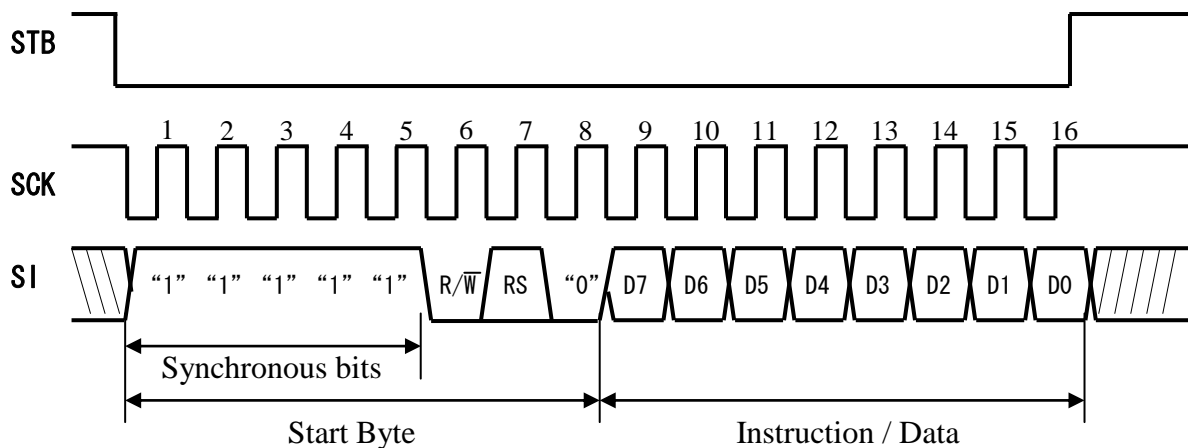 STB
1 2 3 4 5 6 7 8 9 10 11 12 13 14 15 16
SCK
SI “1” “1” “1” “1” “1” R/W̅ RS “0” D7 D6 D5 D4 D3 D2 D1 D0
Synchronous bits
Start Byte Instruction / Data